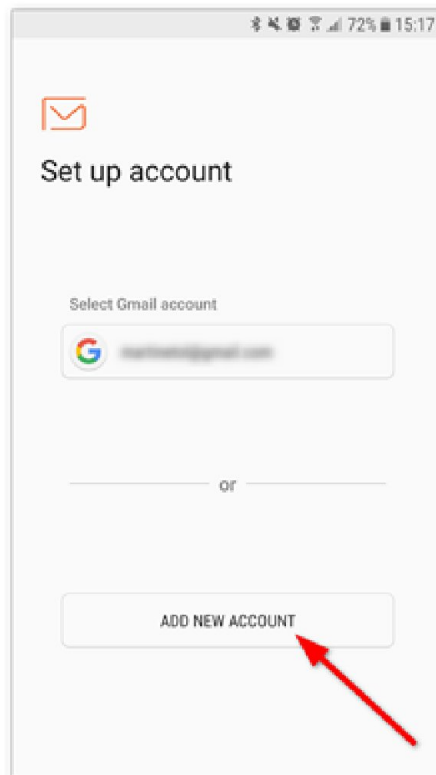 72% 15:17
Set up account
Select Gmail account
or
ADD NEW ACCOUNT